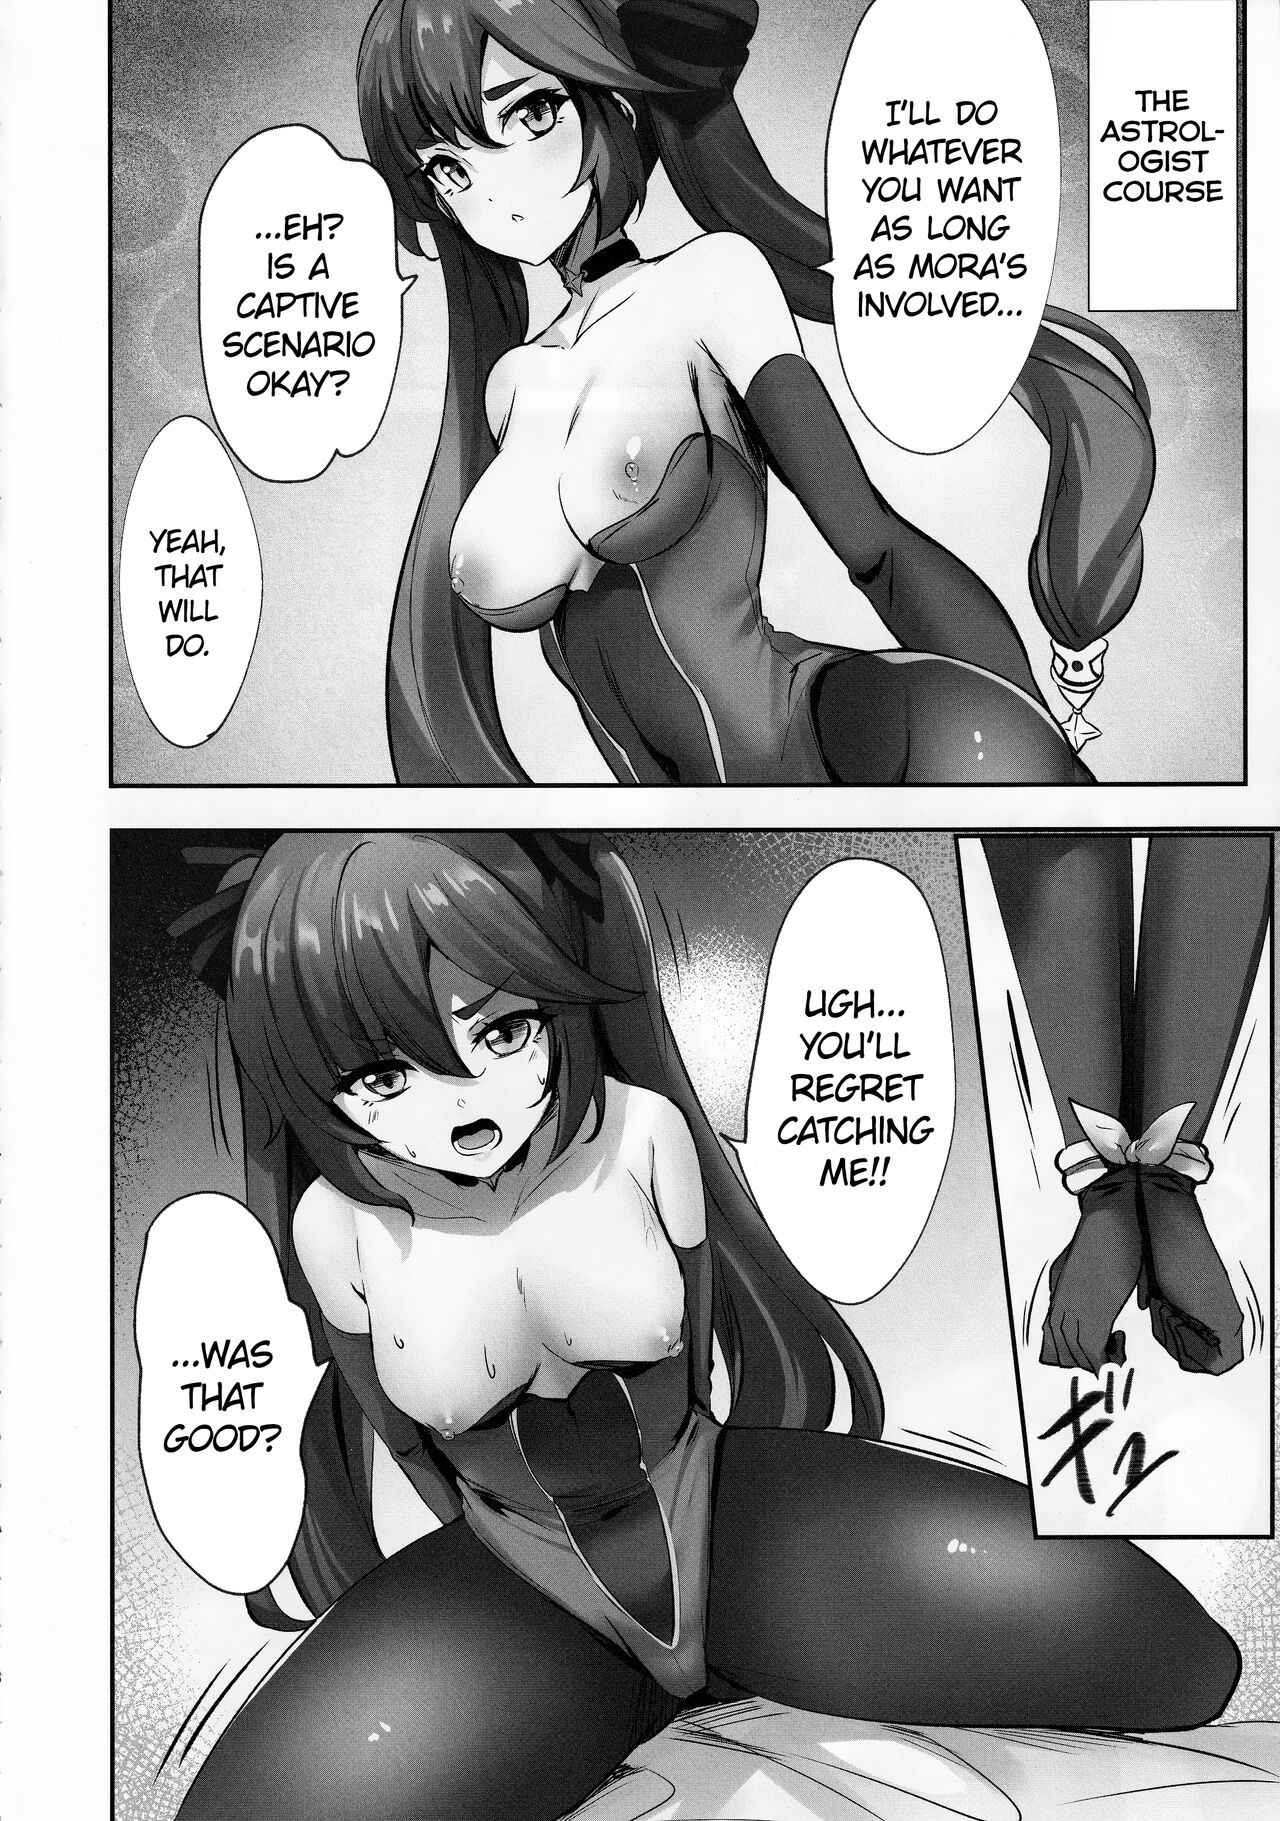 THE
ASTROL-
OGIST
COURSE
I'LL DO
WHATEVER
YOU WANT
AS LONG
AS MORA'S
INVOLVED...
...EH?
IS A
CAPTIVE
SCENARIO
OKAY?
YEAH,
THAT
WILL
DO.
ギュ
UGH...
YOU'LL
REGRET
CATCHING
ME!!
...WAS
THAT
GOOD?